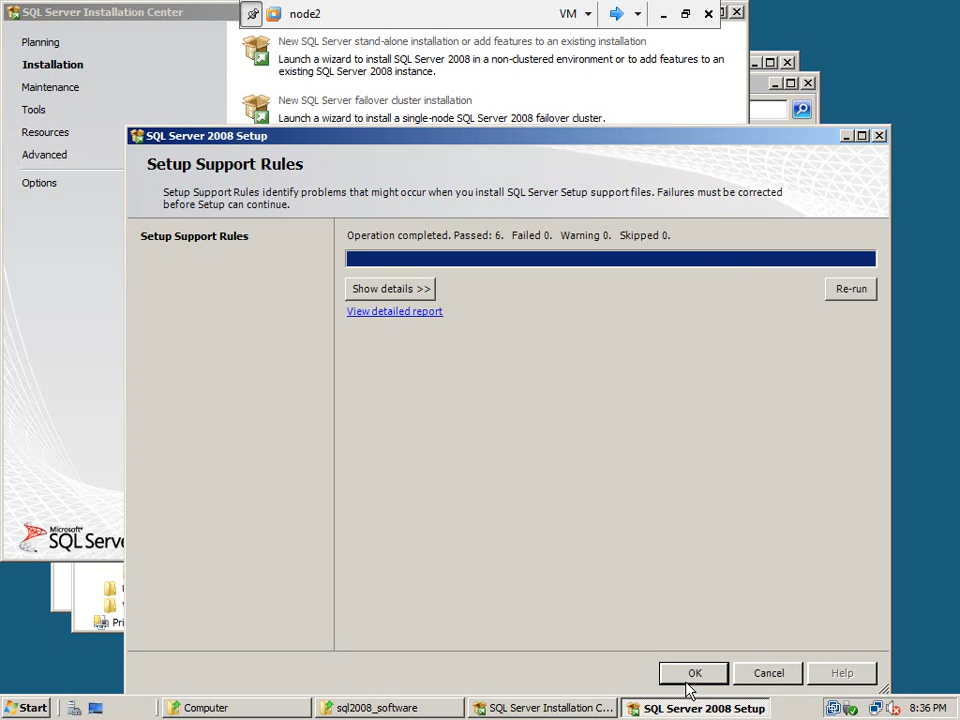 SQL Server Installation Center
node2
VM
Planning
Installation
Maintenance
Tools
Resources
Advanced
Options
New SQL Server stand-alone installation or add features to an existing installation
Launch a wizard to install SQL Server 2008 in a non-clustered environment or to add features to an
existing SQL Server 2008 instance.
New SQL Server failover cluster installation
Launch a wizard to install a single-node SQL Server 2008 failover cluster.
SQL Server 2008 Setup
Setup Support Rules
Setup Support Rules identify problems that might occur when you install SQL Server Setup support files. Failures must be corrected
before Setup can continue.
Setup Support Rules
Operation completed. Passed: 6.   Failed 0.   Warning 0.   Skipped 0.
Show details >>
Re-run
View detailed report
Microsoft
SQL Serve
Pri
OK
Cancel
Help
Start
Computer
sql2008_software
SQL Server Installation C...
SQL Server 2008 Setup
8:36 PM